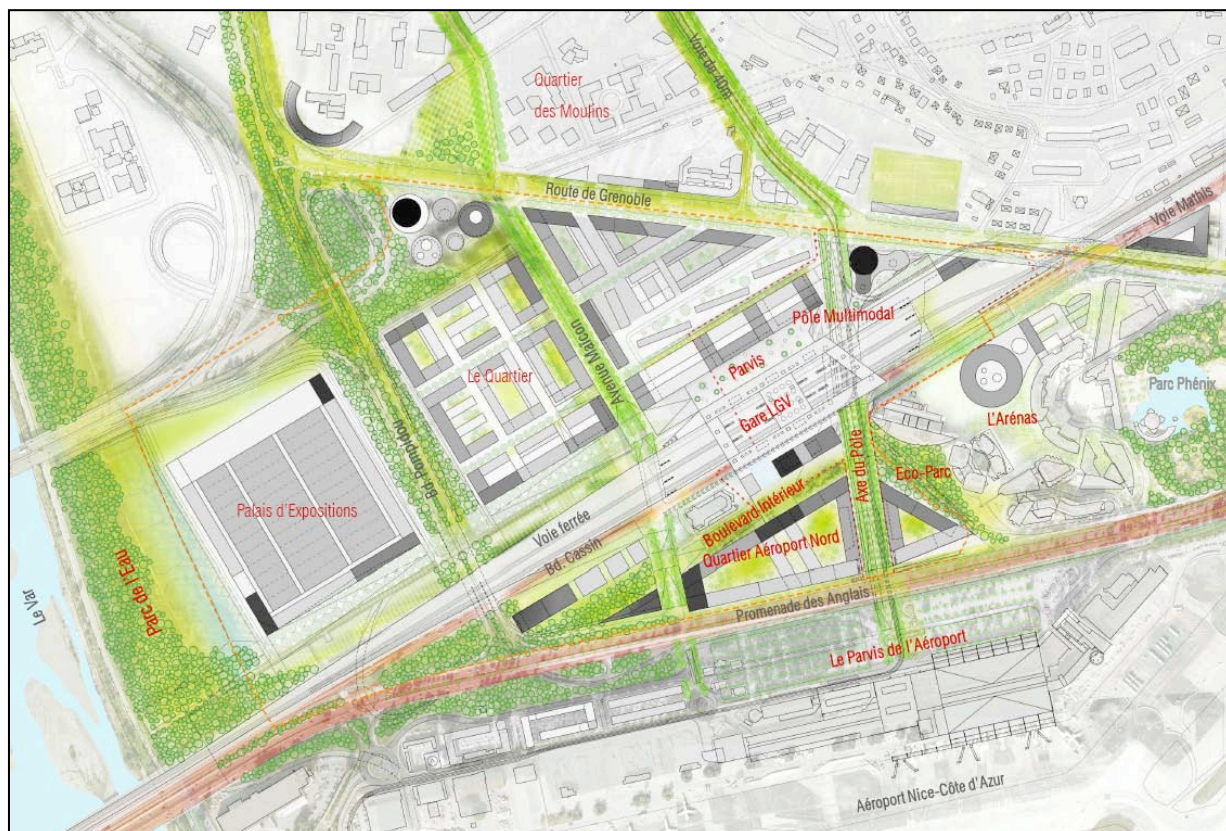 Quartier
des Moulins
Voie de 40m
Route de Grenoble
Voie Mathis
Pôle Multimodal
Avenue Maïcon
Le Quartier
Parvis
Gare LGV
Parc Phénix
L'Arénas
Bd. Pompidou
Axe du Pôle
Eco-Parc
Palais d'Expositions
Boulevard Intérieur
Voie ferrée
Bd. Cassin
Quartier Aéroport Nord
Parc de l'Eau
Le Var
Promenade des Anglais
Le Parvis de l'Aéroport
Aéroport Nice-Côte d'Azur